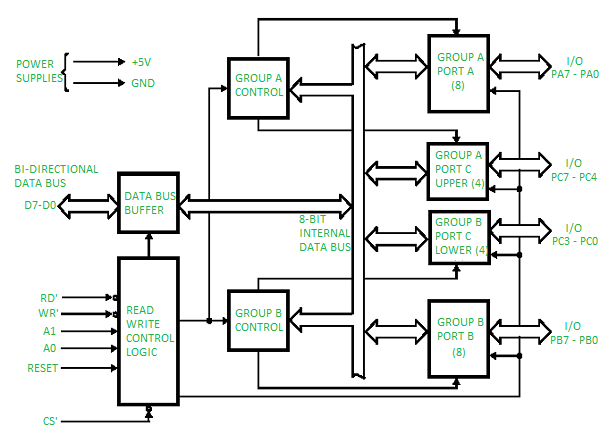 POWER
SUPPLIES
+5V
GND
GROUP A
CONTROL
GROUP A
PORT A
(8)
I/O
PA7 - PA0
BI-DIRECTIONAL
DATA BUS
D7-D0
DATA BUS
BUFFER
8-BIT
INTERNAL
DATA BUS
GROUP A
PORT C
UPPER (4)
I/O
PC7 - PC4
GROUP B
PORT C
LOWER (4)
I/O
PC3 - PC0
RD'
WR'
A1
A0
RESET
CS'
READ
WRITE
CONTROL
LOGIC
GROUP B
CONTROL
GROUP B
PORT B
(8)
I/O
PB7 - PB0